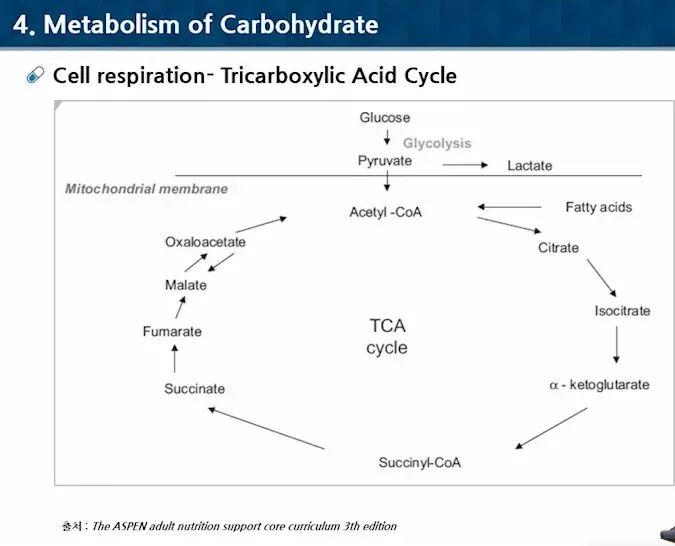 4. Metabolism of Carbohydrate
Cell respiration- Tricarboxylic Acid Cycle
Glucose
Glycolysis
Pyruvate
Lactate
Mitochondrial membrane
Acetyl -CoA
Fatty acids
Oxaloacetate
Citrate
Malate
Isocitrate
Fumarate
TCA
cycle
Succinate
α - ketoglutarate
Succinyl-CoA
출처 : The ASPEN adult nutrition support core curriculum 3th edition